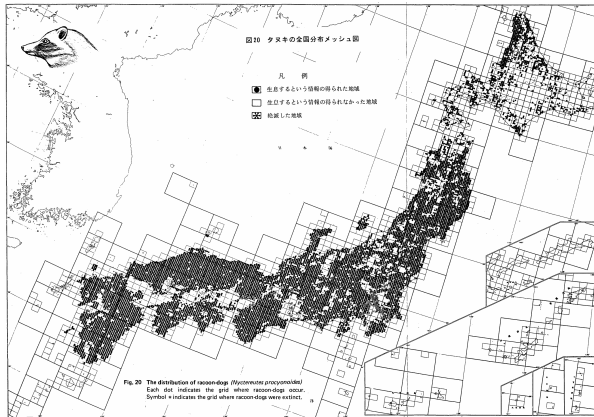 図20 タヌキの全国分布メッシュ図
凡 例
生息するという情報の得られた地域
生息するという情報の得られなかった地域
絶滅した地域
Fig. 20 The distribution of racoon-dogs (Nyctereutes procyonoides)
Each dot indicates the grid where racoon-dogs occur.
Symbol * indicates the grid where racoon-dogs were extinct.